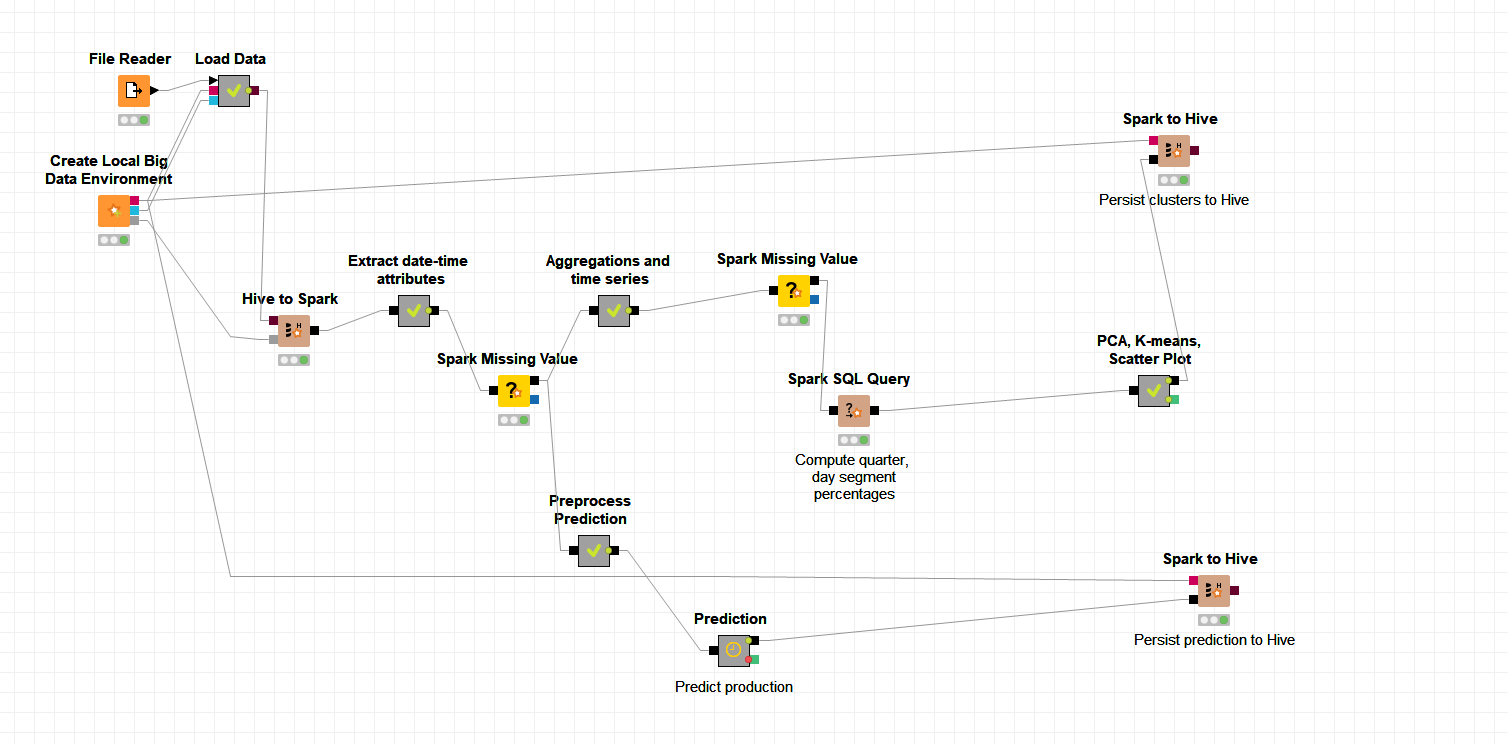 File Reader
Load Data
Create Local Big
Data Environment
Spark to Hive
Persist clusters to Hive
Extract date-time
attributes
Aggregations and
time series
Spark Missing Value
Hive to Spark
Spark Missing Value
PCA, K-means,
Scatter Plot
Spark SQL Query
Compute quarter,
day segment
percentages
Preprocess
Prediction
Spark to Hive
Persist prediction to Hive
Prediction
Predict production